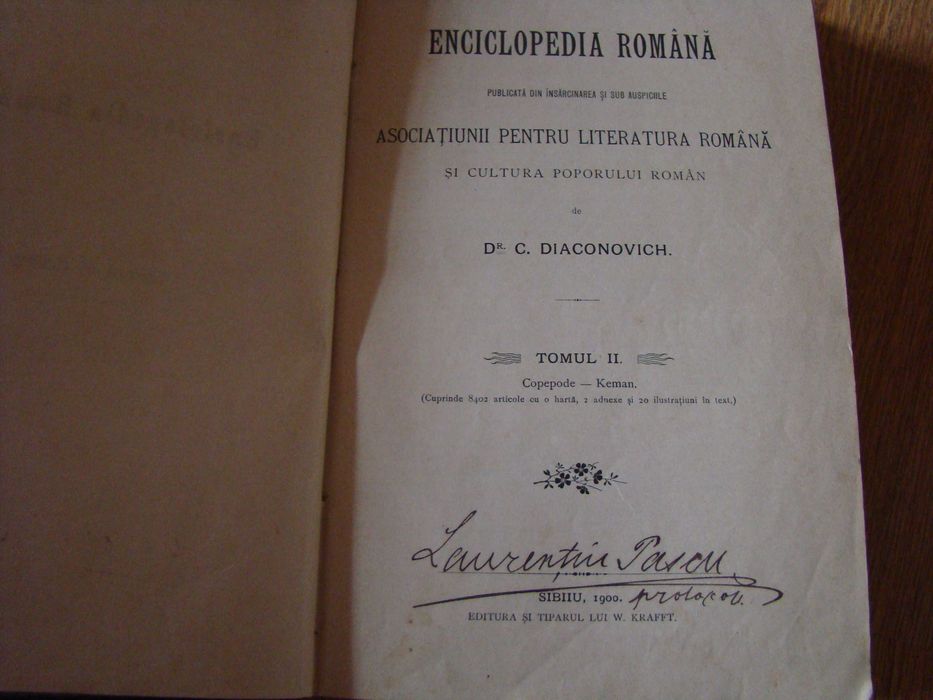 ENCICLOPEDIA ROMÂNĂ
PUBLICATĂ DIN ÎNSĂRCINAREA ȘI SUB AUSPICIILE
ASOCIAȚIUNII PENTRU LITERATURA ROMÂNĂ
ȘI CULTURA POPORULUI ROMÂN
de
DR. C. DIACONOVICH.
TOMUL II.
Copepode — Keman.
(Cuprinde 8402 articole cu o hartă, 2 adnexe și 20 ilustrațiuni în text.)
Laurențiu Pascu
SIBIIU, 1900. protopop.
EDITURA ȘI TIPARUL LUI W. KRAFFT.